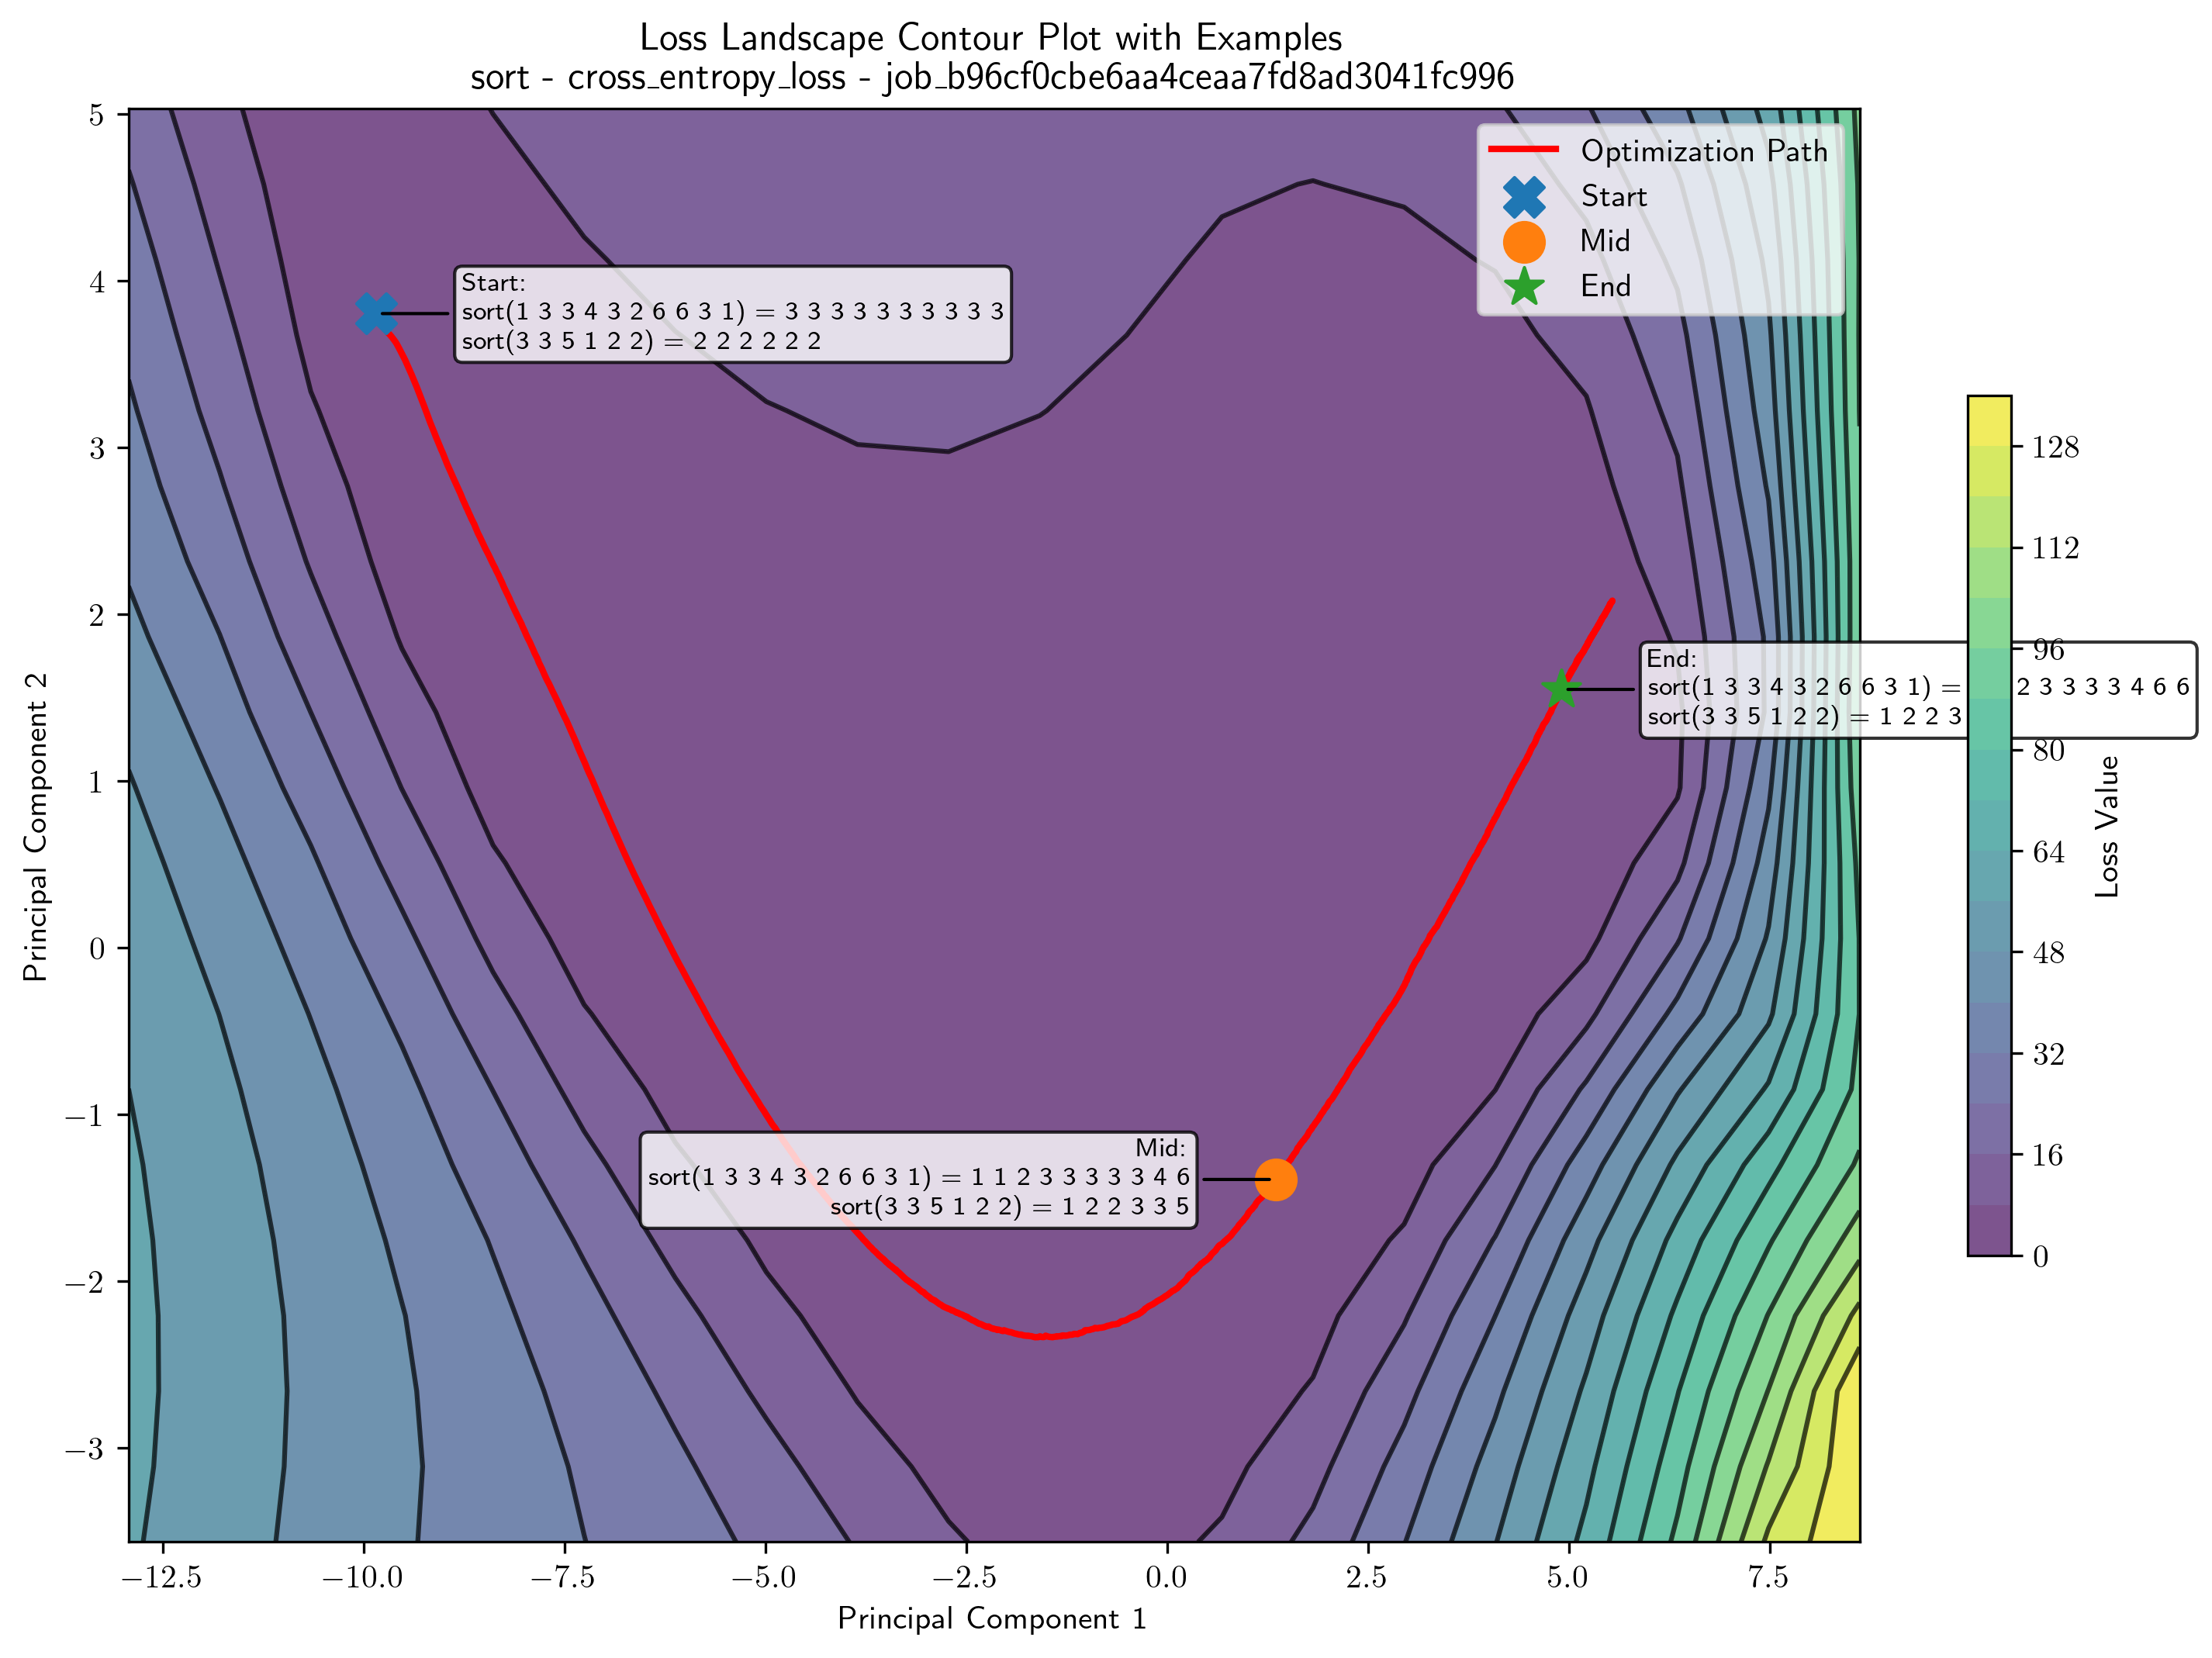 Loss Landscape Contour Plot with Examples
sort - cross_entropy_loss - job_b96cf0cbe6aa4ceaa7fd8ad3041fc996
Optimization Path
Start
Mid
End
Start:
sort(1 3 3 4 3 2 6 6 3 1) = 3 3 3 3 3 3 3 3 3 3
sort(3 3 5 1 2 2) = 2 2 2 2 2 2
End:
sort(1 3 3 4 3 2 6 6 3 1) = 2 3 3 3 3 4 6 6
sort(3 3 5 1 2 2) = 1 2 2 3
Mid:
sort(1 3 3 4 3 2 6 6 3 1) = 1 1 2 3 3 3 3 3 4 6
sort(3 3 5 1 2 2) = 1 2 2 3 3 5
5
4
3
2
1
0
−1
−2
−3
Principal Component 2
−12.5 −10.0 −7.5 −5.0 −2.5 0.0 2.5 5.0 7.5
Principal Component 1
128
112
96
80
64
48
32
16
0
Loss Value